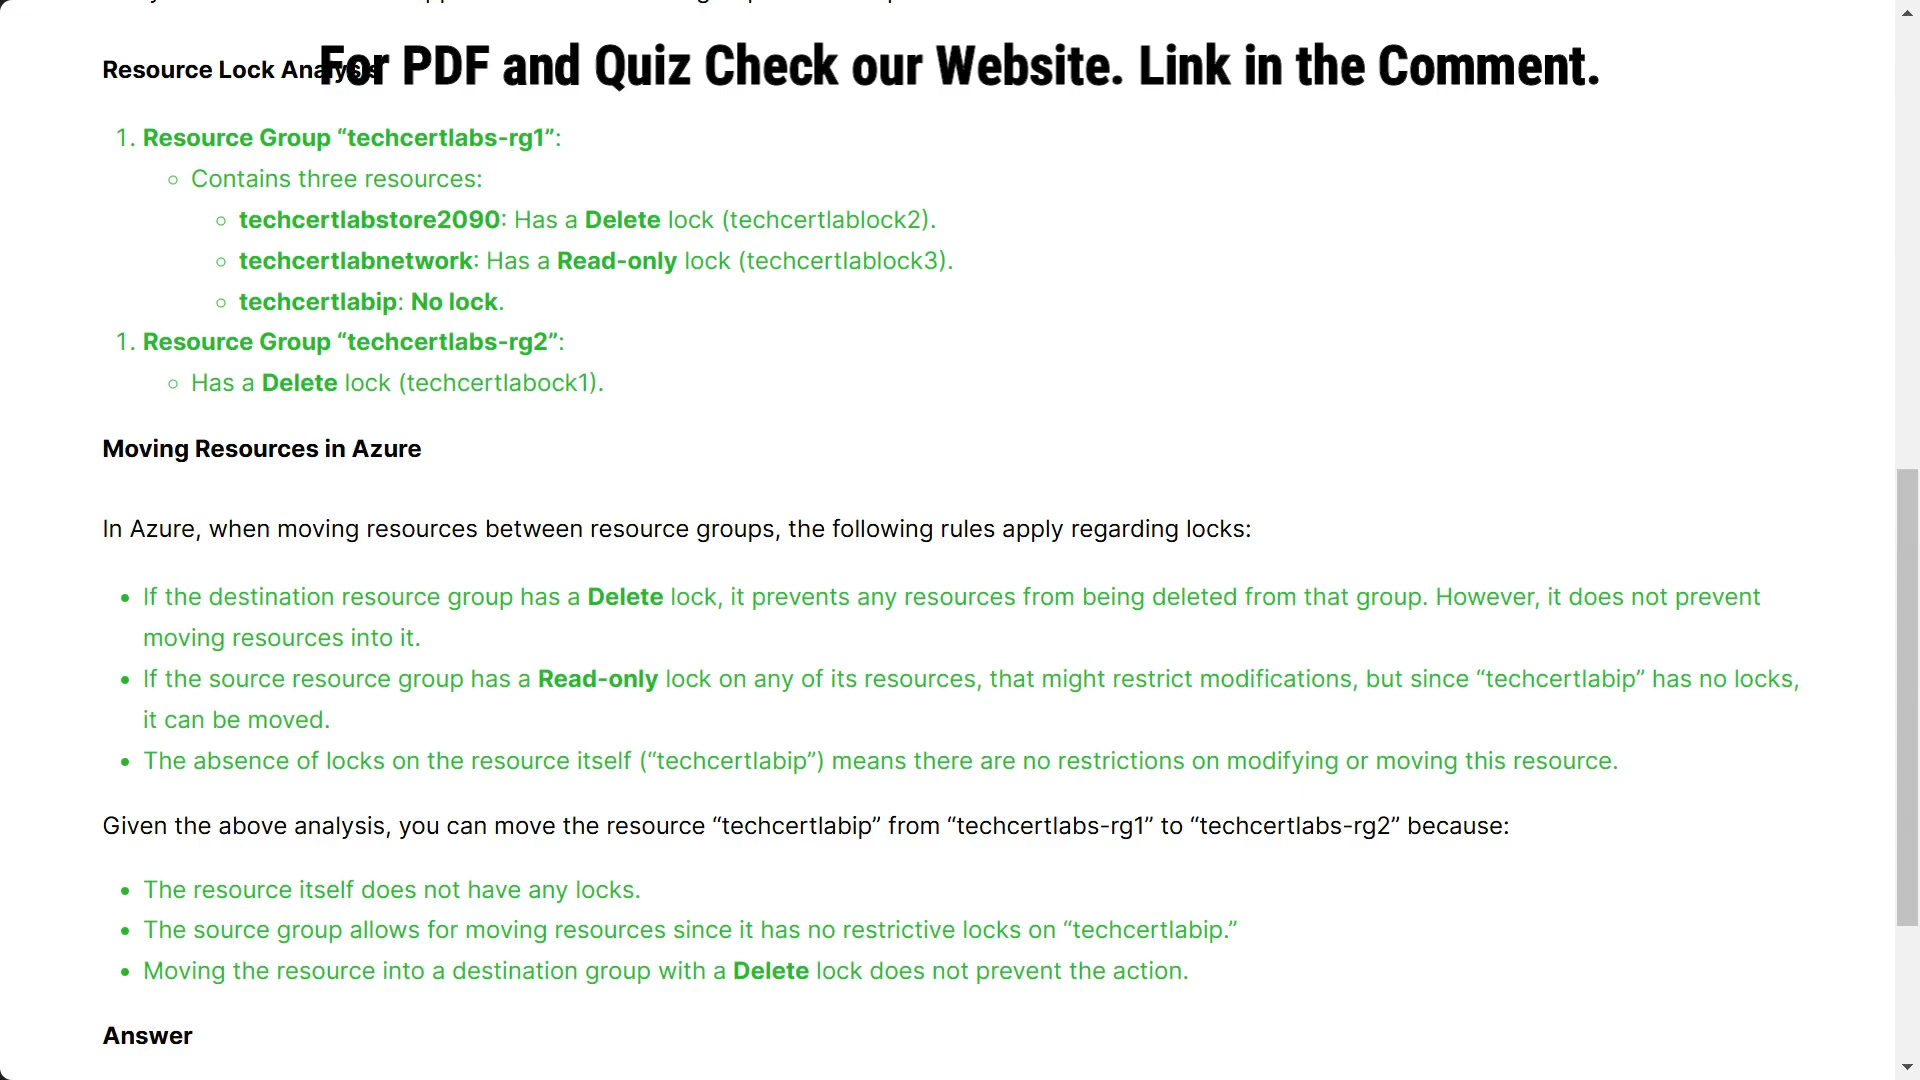 For PDF and Quiz Check our Website. Link in the Comment.
Resource Lock Analysis
1. Resource Group “techcertlabs-rg1”:
Contains three resources:
techcertlabstore2090: Has a Delete lock (techcertlablock2).
techcertlabnetwork: Has a Read-only lock (techcertlablock3).
techcertlabip: No lock.
1. Resource Group “techcertlabs-rg2”:
Has a Delete lock (techcertlabock1).
Moving Resources in Azure
In Azure, when moving resources between resource groups, the following rules apply regarding locks:
If the destination resource group has a Delete lock, it prevents any resources from being deleted from that group. However, it does not prevent
moving resources into it.
If the source resource group has a Read-only lock on any of its resources, that might restrict modifications, but since “techcertlabip” has no locks,
it can be moved.
The absence of locks on the resource itself (“techcertlabip”) means there are no restrictions on modifying or moving this resource.
Given the above analysis, you can move the resource “techcertlabip” from “techcertlabs-rg1” to “techcertlabs-rg2” because:
The resource itself does not have any locks.
The source group allows for moving resources since it has no restrictive locks on “techcertlabip.”
Moving the resource into a destination group with a Delete lock does not prevent the action.
Answer